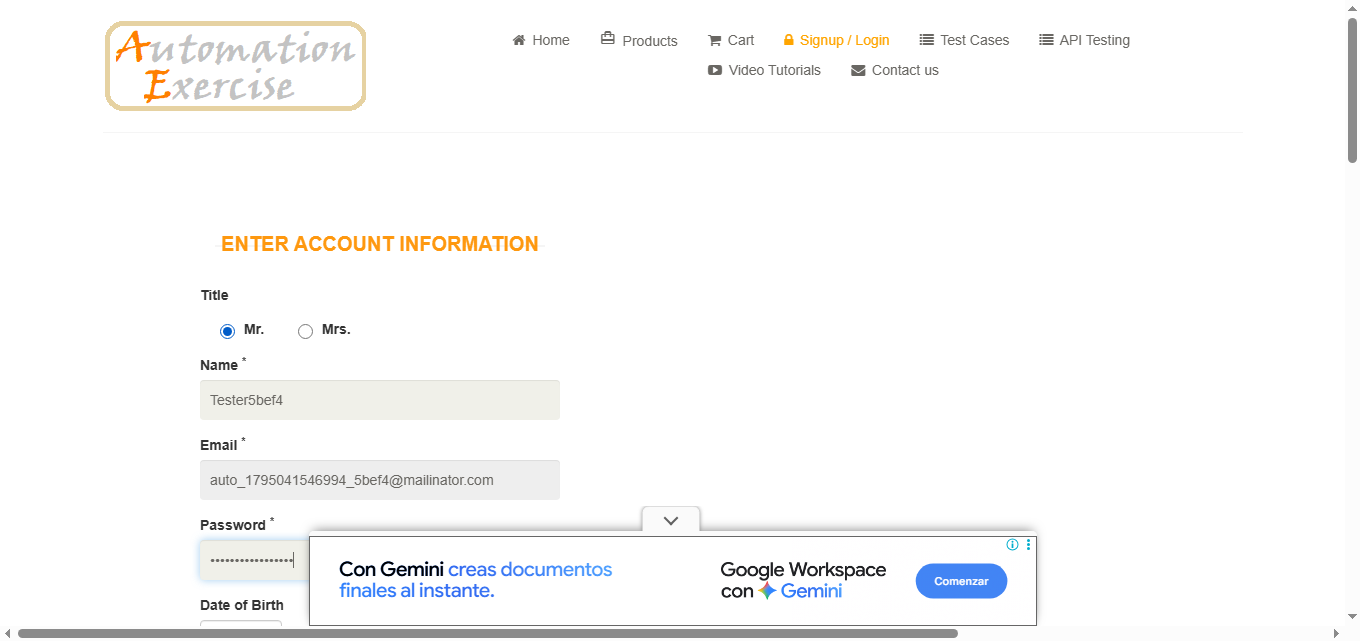 Automation
Exercise
Home
Products
Cart
Signup / Login
Test Cases
API Testing
Video Tutorials
Contact us
ENTER ACCOUNT INFORMATION
Title
Mr.
Mrs.
Name *
Tester5bef4
Email *
auto_1795041546994_5bef4@mailinator.com
Password *
Con Gemini creas documentos
finales al instante.
Google Workspace
con Gemini
Comenzar
Date of Birth